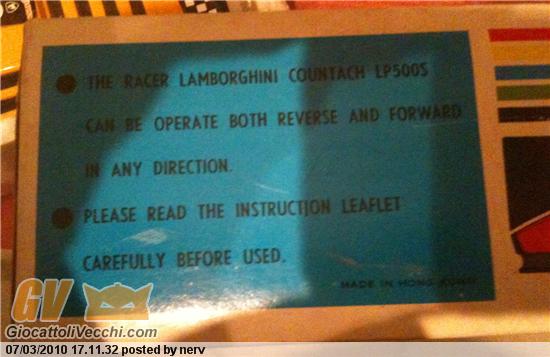 ● THE RACER LAMBORGHINI COUNTACH LP500S
CAN BE OPERATE BOTH REVERSE AND FORWARD
IN ANY DIRECTION.
● PLEASE READ THE INSTRUCTION LEAFLET
CAREFULLY BEFORE USED.
MADE IN HONG KONG
GV
GiocattoliVecchi.com
07/03/2010 17.11.32 posted by nerv